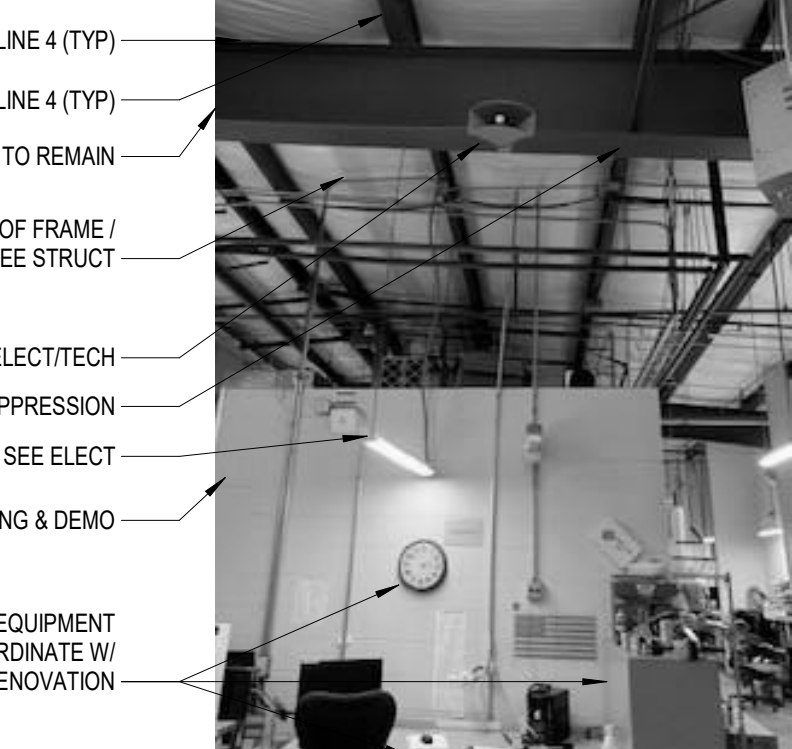 LINE 4 (TYP)
LINE 4 (TYP)
TO REMAIN
OF FRAME /
EE STRUCT
ELECT/TECH
PPRESSION
SEE ELECT
NG & DEMO
EQUIPMENT
RDINATE W/
ENOVATION